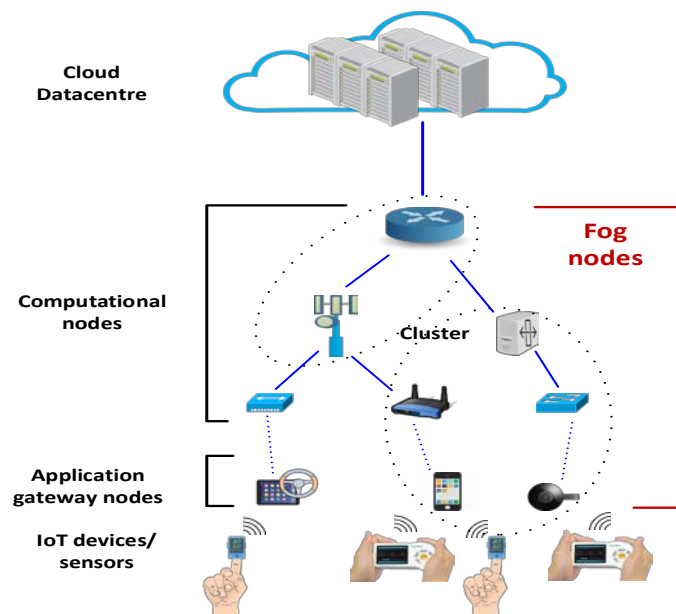 Cloud
Datacentre
Fog
nodes
Computational
nodes
Cluster
Application
gateway nodes
IoT devices/
sensors